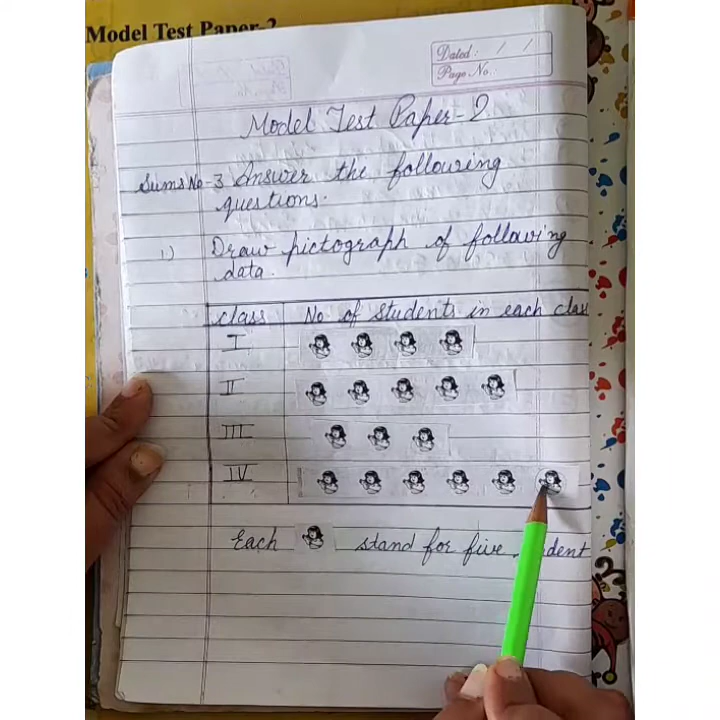 Model Test Paper-2
Dated : / /
Page No.
Model Test Paper-2
Sums No-3 Answer the following
questions.
1) Draw pictograph of following
data.
class No of students in each clas
I
II
III
IV
Each stand for five